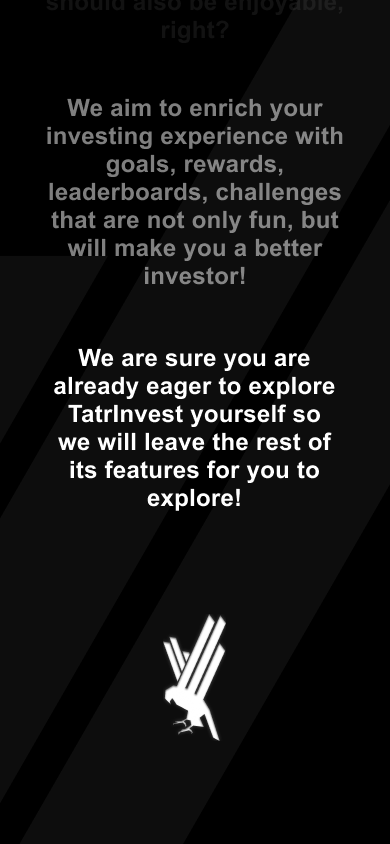 should also be enjoyable,
right?
We aim to enrich your
investing experience with
goals, rewards,
leaderboards, challenges
that are not only fun, but
will make you a better
investor!
We are sure you are
already eager to explore
TatrInvest yourself so
we will leave the rest of
its features for you to
explore!